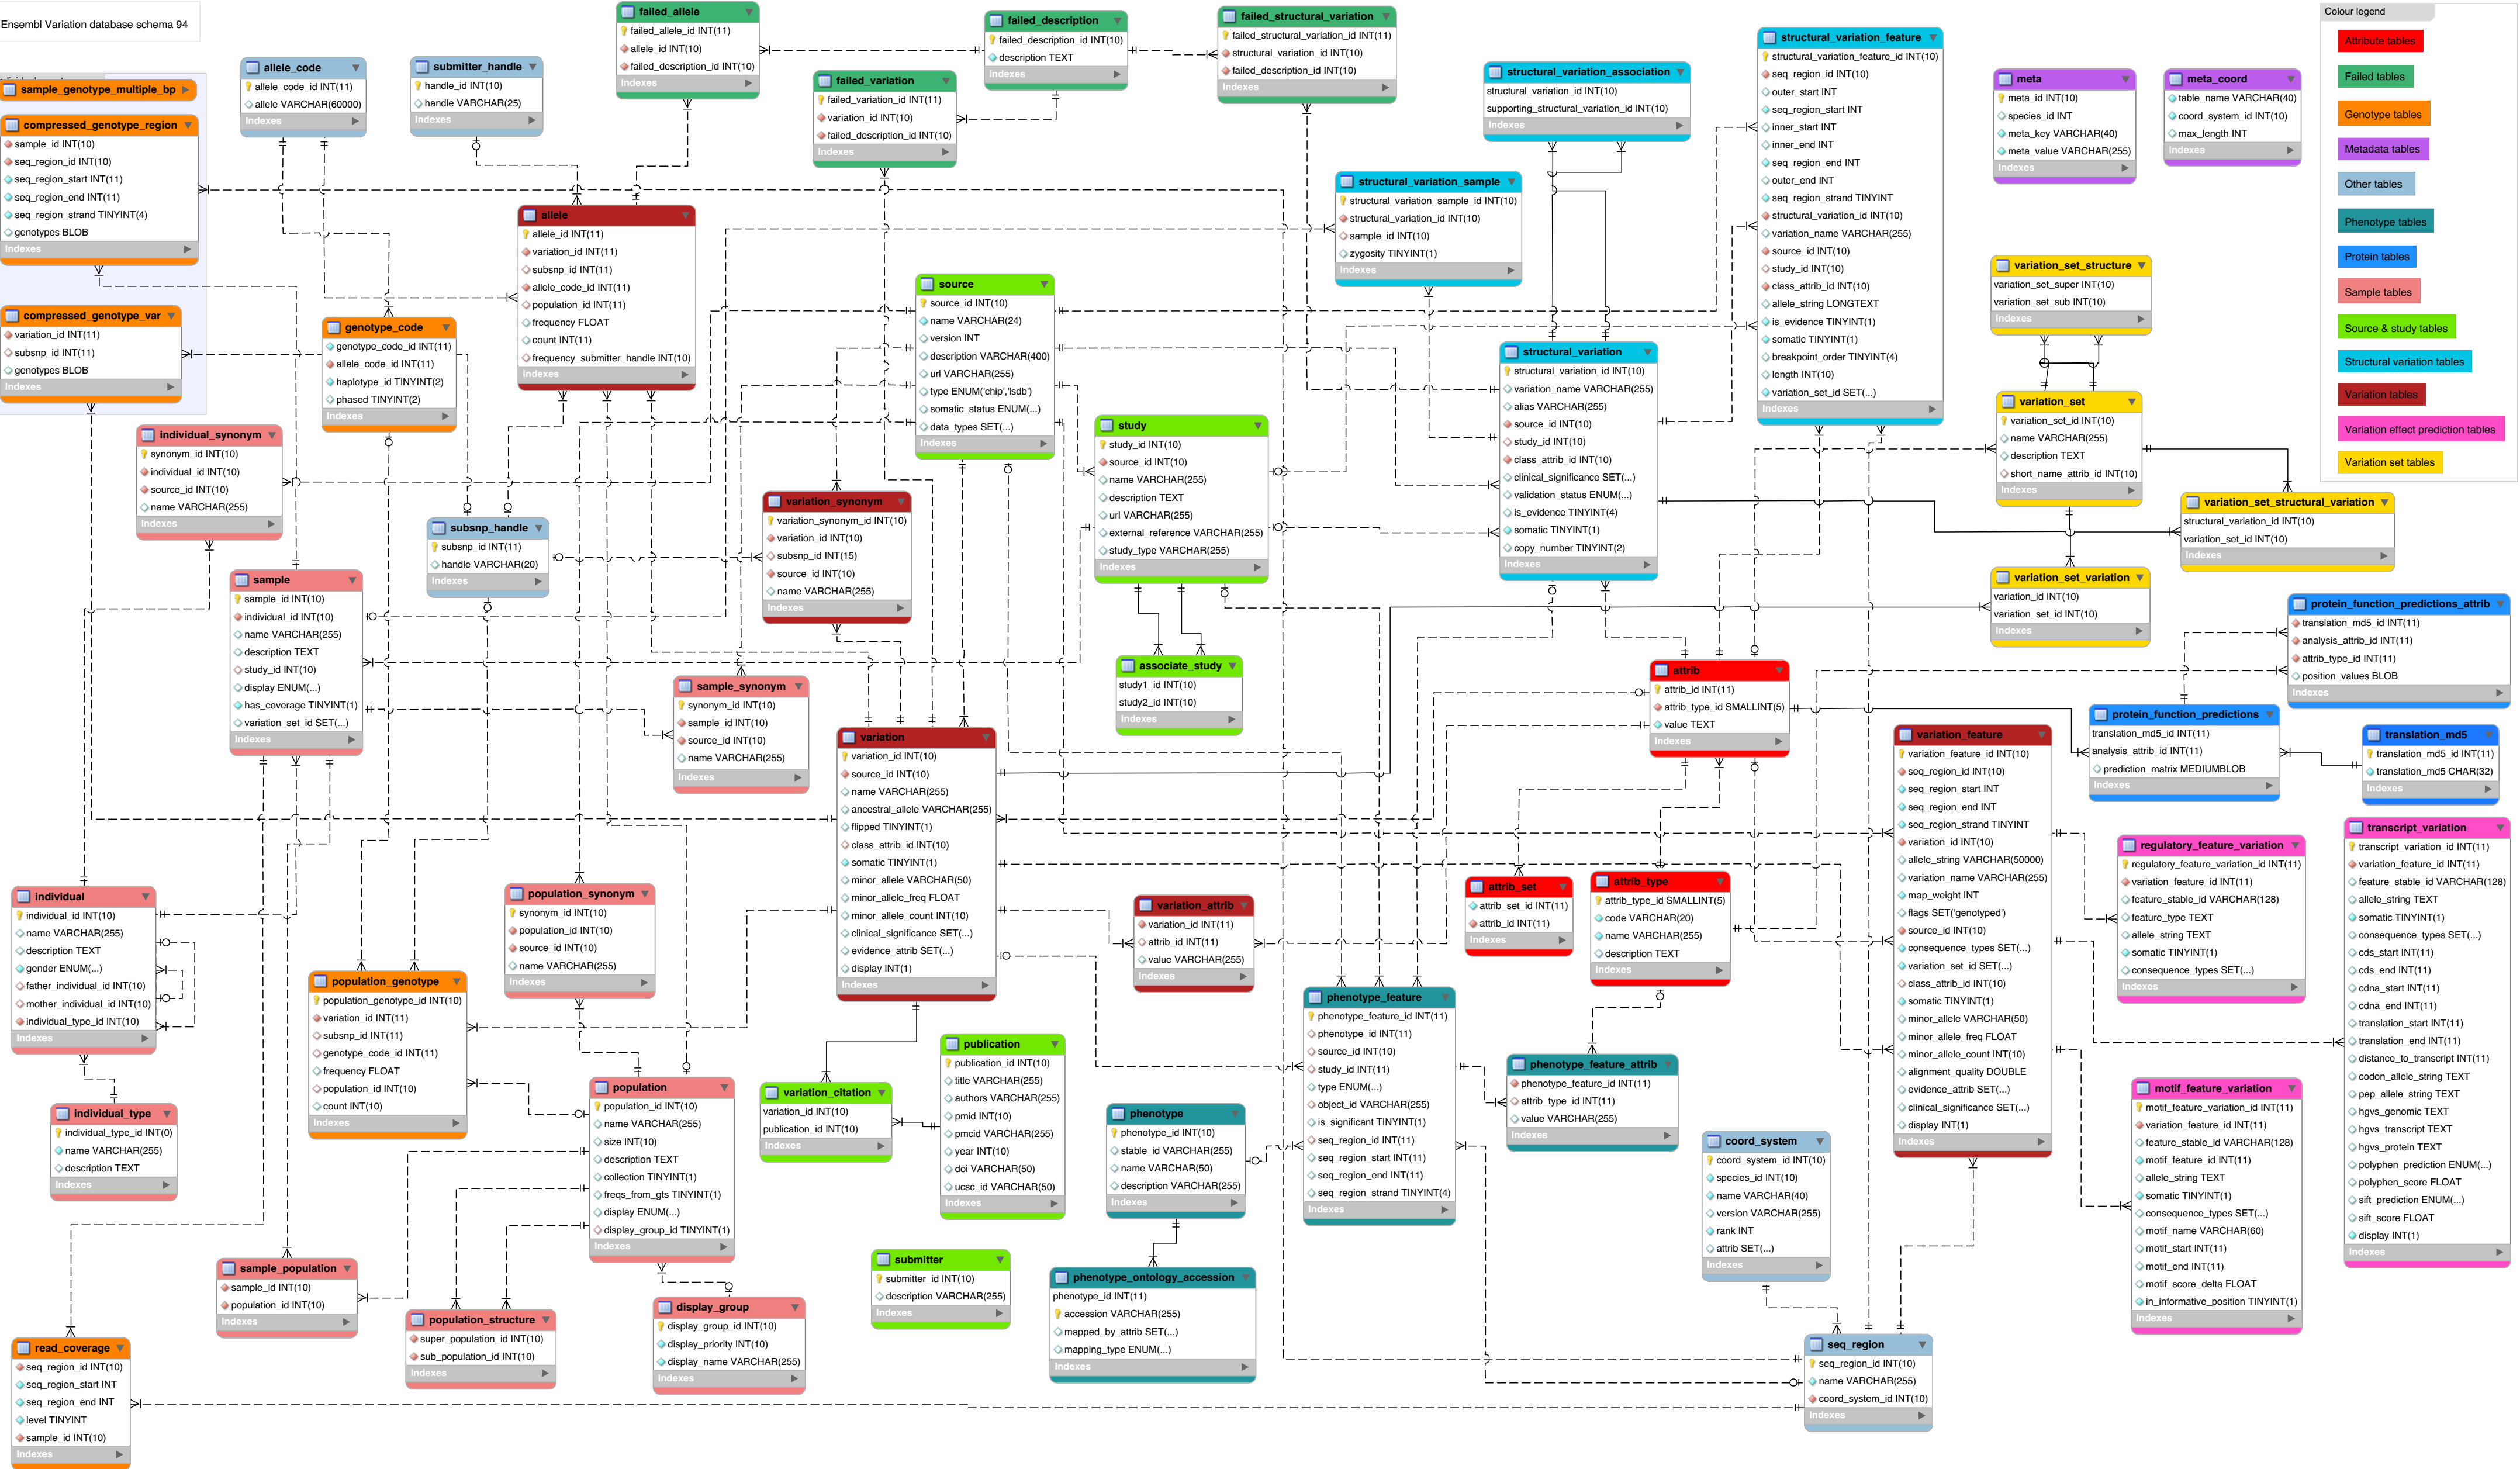 Ensembl Variation database schema 94
sample_genotype_multiple_bp
compressed_genotype_region
sample_id INT(10)
seq_region_id INT(10)
seq_region_start INT(11)
seq_region_end INT(11)
seq_region_strand TINYINT(4)
genotypes BLOB
Indexes
compressed_genotype_var
variation_id INT(11)
subsnp_id INT(11)
genotypes BLOB
Indexes
allele_code
allele_code_id INT(11)
allele VARCHAR(60000)
Indexes
submitter_handle
handle_id INT(10)
handle VARCHAR(25)
Indexes
failed_allele
failed_allele_id INT(11)
allele_id INT(10)
failed_description_id INT(10)
Indexes
failed_variation
failed_variation_id INT(11)
variation_id INT(10)
failed_description_id INT(10)
Indexes
failed_description
failed_description_id INT(10)
description TEXT
Indexes
failed_structural_variation
failed_structural_variation_id INT(11)
structural_variation_id INT(10)
failed_description_id INT(10)
Indexes
structural_variation_association
structural_variation_id INT(10)
supporting_structural_variation_id INT(10)
Indexes
structural_variation_sample
structural_variation_sample_id INT(10)
structural_variation_id INT(10)
sample_id INT(10)
zygosity TINYINT(1)
Indexes
structural_variation_feature
structural_variation_feature_id INT(10)
seq_region_id INT(10)
outer_start INT
seq_region_start INT
inner_start INT
inner_end INT
seq_region_end INT
outer_end INT
seq_region_strand TINYINT
structural_variation_id INT(10)
variation_name VARCHAR(255)
source_id INT(10)
study_id INT(10)
class_attrib_id INT(10)
allele_string LONGTEXT
is_evidence TINYINT(1)
somatic TINYINT(1)
breakpoint_order TINYINT(4)
length INT(10)
variation_set_id SET(...)
Indexes
meta
meta_id INT(10)
species_id INT
meta_key VARCHAR(40)
meta_value VARCHAR(255)
Indexes
meta_coord
table_name VARCHAR(40)
coord_system_id INT(10)
max_length INT
Indexes
Colour legend
Attribute tables
Failed tables
Genotype tables
Metadata tables
Other tables
Phenotype tables
Protein tables
Sample tables
Source & study tables
Structural variation tables
Variation tables
Variation effect prediction tables
Variation set tables
allele
allele_id INT(11)
variation_id INT(11)
subsnp_id INT(11)
allele_code_id INT(11)
population_id INT(11)
frequency FLOAT
count INT(11)
frequency_submitter_handle INT(10)
Indexes
genotype_code
genotype_code_id INT(11)
allele_code_id INT(11)
haplotype_id TINYINT(2)
phased TINYINT(2)
Indexes
source
source_id INT(10)
name VARCHAR(24)
version INT
description VARCHAR(400)
url VARCHAR(255)
type ENUM('chip','lsdb')
somatic_status ENUM(...)
data_types SET(...)
Indexes
study
study_id INT(10)
source_id INT(10)
name VARCHAR(255)
description TEXT
url VARCHAR(255)
external_reference VARCHAR(255)
study_type VARCHAR(255)
Indexes
structural_variation
structural_variation_id INT(10)
variation_name VARCHAR(255)
alias VARCHAR(255)
source_id INT(10)
study_id INT(10)
class_attrib_id INT(10)
clinical_significance SET(...)
validation_status ENUM(...)
is_evidence TINYINT(4)
somatic TINYINT(1)
copy_number TINYINT(2)
Indexes
variation_set_structure
variation_set_super INT(10)
variation_set_sub INT(10)
Indexes
variation_set
variation_set_id INT(10)
name VARCHAR(255)
description TEXT
short_name_attrib_id INT(10)
Indexes
variation_set_structural_variation
structural_variation_id INT(10)
variation_set_id INT(10)
Indexes
variation_set_variation
variation_id INT(10)
variation_set_id INT(10)
Indexes
individual_synonym
synonym_id INT(10)
individual_id INT(10)
source_id INT(10)
name VARCHAR(255)
Indexes
subsnp_handle
subsnp_id INT(11)
handle VARCHAR(20)
Indexes
variation_synonym
variation_synonym_id INT(10)
variation_id INT(10)
subsnp_id INT(15)
source_id INT(10)
name VARCHAR(255)
Indexes
sample
sample_id INT(10)
individual_id INT(10)
name VARCHAR(255)
description TEXT
study_id INT(10)
display ENUM(...)
has_coverage TINYINT(1)
variation_set_id SET(...)
Indexes
associate_study
study1_id INT(10)
study2_id INT(10)
Indexes
sample_synonym
synonym_id INT(10)
sample_id INT(10)
source_id INT(10)
name VARCHAR(255)
Indexes
attrib
attrib_id INT(11)
attrib_type_id SMALLINT(5)
value TEXT
Indexes
protein_function_predictions_attrib
translation_md5_id INT(11)
analysis_attrib_id INT(11)
attrib_type_id INT(11)
position_values BLOB
Indexes
protein_function_predictions
translation_md5_id INT(11)
analysis_attrib_id INT(11)
prediction_matrix MEDIUMBLOB
Indexes
translation_md5
translation_md5_id INT(11)
translation_md5 CHAR(32)
Indexes
variation
variation_id INT(10)
source_id INT(10)
name VARCHAR(255)
ancestral_allele VARCHAR(255)
flipped TINYINT(1)
class_attrib_id INT(10)
somatic TINYINT(1)
minor_allele VARCHAR(50)
minor_allele_freq FLOAT
minor_allele_count INT(10)
clinical_significance SET(...)
evidence_attrib SET(...)
display INT(1)
Indexes
variation_feature
variation_feature_id INT(10)
seq_region_id INT(10)
seq_region_start INT
seq_region_end INT
seq_region_strand TINYINT
variation_id INT(10)
allele_string VARCHAR(50000)
variation_name VARCHAR(255)
map_weight INT
flags SET('genotyped')
source_id INT(10)
consequence_types SET(...)
variation_set_id SET(...)
class_attrib_id INT(10)
somatic TINYINT(1)
minor_allele VARCHAR(50)
minor_allele_freq FLOAT
minor_allele_count INT(10)
alignment_quality DOUBLE
evidence_attrib SET(...)
clinical_significance SET(...)
display INT(1)
Indexes
regulatory_feature_variation
regulatory_feature_variation_id INT(11)
variation_feature_id INT(11)
feature_stable_id VARCHAR(128)
feature_type TEXT
allele_string TEXT
somatic TINYINT(1)
consequence_types SET(...)
Indexes
transcript_variation
transcript_variation_id INT(11)
variation_feature_id INT(11)
feature_stable_id VARCHAR(128)
allele_string TEXT
somatic TINYINT(1)
consequence_types SET(...)
cds_start INT(11)
cds_end INT(11)
cdna_start INT(11)
cdna_end INT(11)
translation_start INT(11)
translation_end INT(11)
distance_to_transcript INT(11)
codon_allele_string TEXT
pep_allele_string TEXT
hgvs_genomic TEXT
hgvs_transcript TEXT
hgvs_protein TEXT
polyphen_prediction ENUM(...)
polyphen_score FLOAT
sift_prediction ENUM(...)
sift_score FLOAT
display INT(1)
Indexes
individual
individual_id INT(10)
name VARCHAR(255)
description TEXT
gender ENUM(...)
father_individual_id INT(10)
mother_individual_id INT(10)
individual_type_id INT(10)
Indexes
population_synonym
synonym_id INT(10)
population_id INT(10)
source_id INT(10)
name VARCHAR(255)
Indexes
variation_attrib
variation_id INT(11)
attrib_id INT(11)
value VARCHAR(255)
Indexes
attrib_set
attrib_set_id INT(11)
attrib_id INT(11)
Indexes
attrib_type
attrib_type_id SMALLINT(5)
code VARCHAR(20)
name VARCHAR(255)
description TEXT
Indexes
population_genotype
population_genotype_id INT(10)
variation_id INT(11)
subsnp_id INT(11)
genotype_code_id INT(11)
frequency FLOAT
population_id INT(10)
count INT(10)
Indexes
phenotype_feature
phenotype_feature_id INT(11)
phenotype_id INT(11)
source_id INT(10)
study_id INT(11)
type ENUM(...)
object_id VARCHAR(255)
is_significant TINYINT(1)
seq_region_id INT(11)
seq_region_start INT(11)
seq_region_end INT(11)
seq_region_strand TINYINT(4)
Indexes
phenotype_feature_attrib
phenotype_feature_id INT(11)
attrib_type_id INT(11)
value VARCHAR(255)
Indexes
individual_type
individual_type_id INT(0)
name VARCHAR(255)
description TEXT
Indexes
population
population_id INT(10)
name VARCHAR(255)
size INT(10)
description TEXT
collection TINYINT(1)
freqs_from_gts TINYINT(1)
display ENUM(...)
display_group_id TINYINT(1)
Indexes
variation_citation
variation_id INT(10)
publication_id INT(10)
Indexes
publication
publication_id INT(10)
title VARCHAR(255)
authors VARCHAR(255)
pmid INT(10)
pmcid VARCHAR(255)
year INT(10)
doi VARCHAR(50)
ucsc_id VARCHAR(50)
Indexes
phenotype
phenotype_id INT(10)
stable_id VARCHAR(255)
name VARCHAR(50)
description VARCHAR(255)
Indexes
coord_system
coord_system_id INT(10)
species_id INT(10)
name VARCHAR(40)
version VARCHAR(255)
rank INT
attrib SET(...)
Indexes
motif_feature_variation
motif_feature_variation_id INT(11)
variation_feature_id INT(11)
feature_stable_id VARCHAR(128)
motif_feature_id INT(11)
allele_string TEXT
somatic TINYINT(1)
consequence_types SET(...)
motif_name VARCHAR(60)
motif_start INT(11)
motif_end INT(11)
motif_score_delta FLOAT
in_informative_position TINYINT(1)
Indexes
sample_population
sample_id INT(10)
population_id INT(10)
Indexes
population_structure
super_population_id INT(10)
sub_population_id INT(10)
Indexes
display_group
display_group_id INT(10)
display_priority INT(10)
display_name VARCHAR(255)
Indexes
submitter
submitter_id INT(10)
description VARCHAR(255)
Indexes
phenotype_ontology_accession
phenotype_id INT(11)
accession VARCHAR(255)
mapped_by_attrib SET(...)
mapping_type ENUM(...)
Indexes
read_coverage
seq_region_id INT(10)
seq_region_start INT
seq_region_end INT
level TINYINT
sample_id INT(10)
Indexes
seq_region
seq_region_id INT(10)
name VARCHAR(255)
coord_system_id INT(10)
Indexes